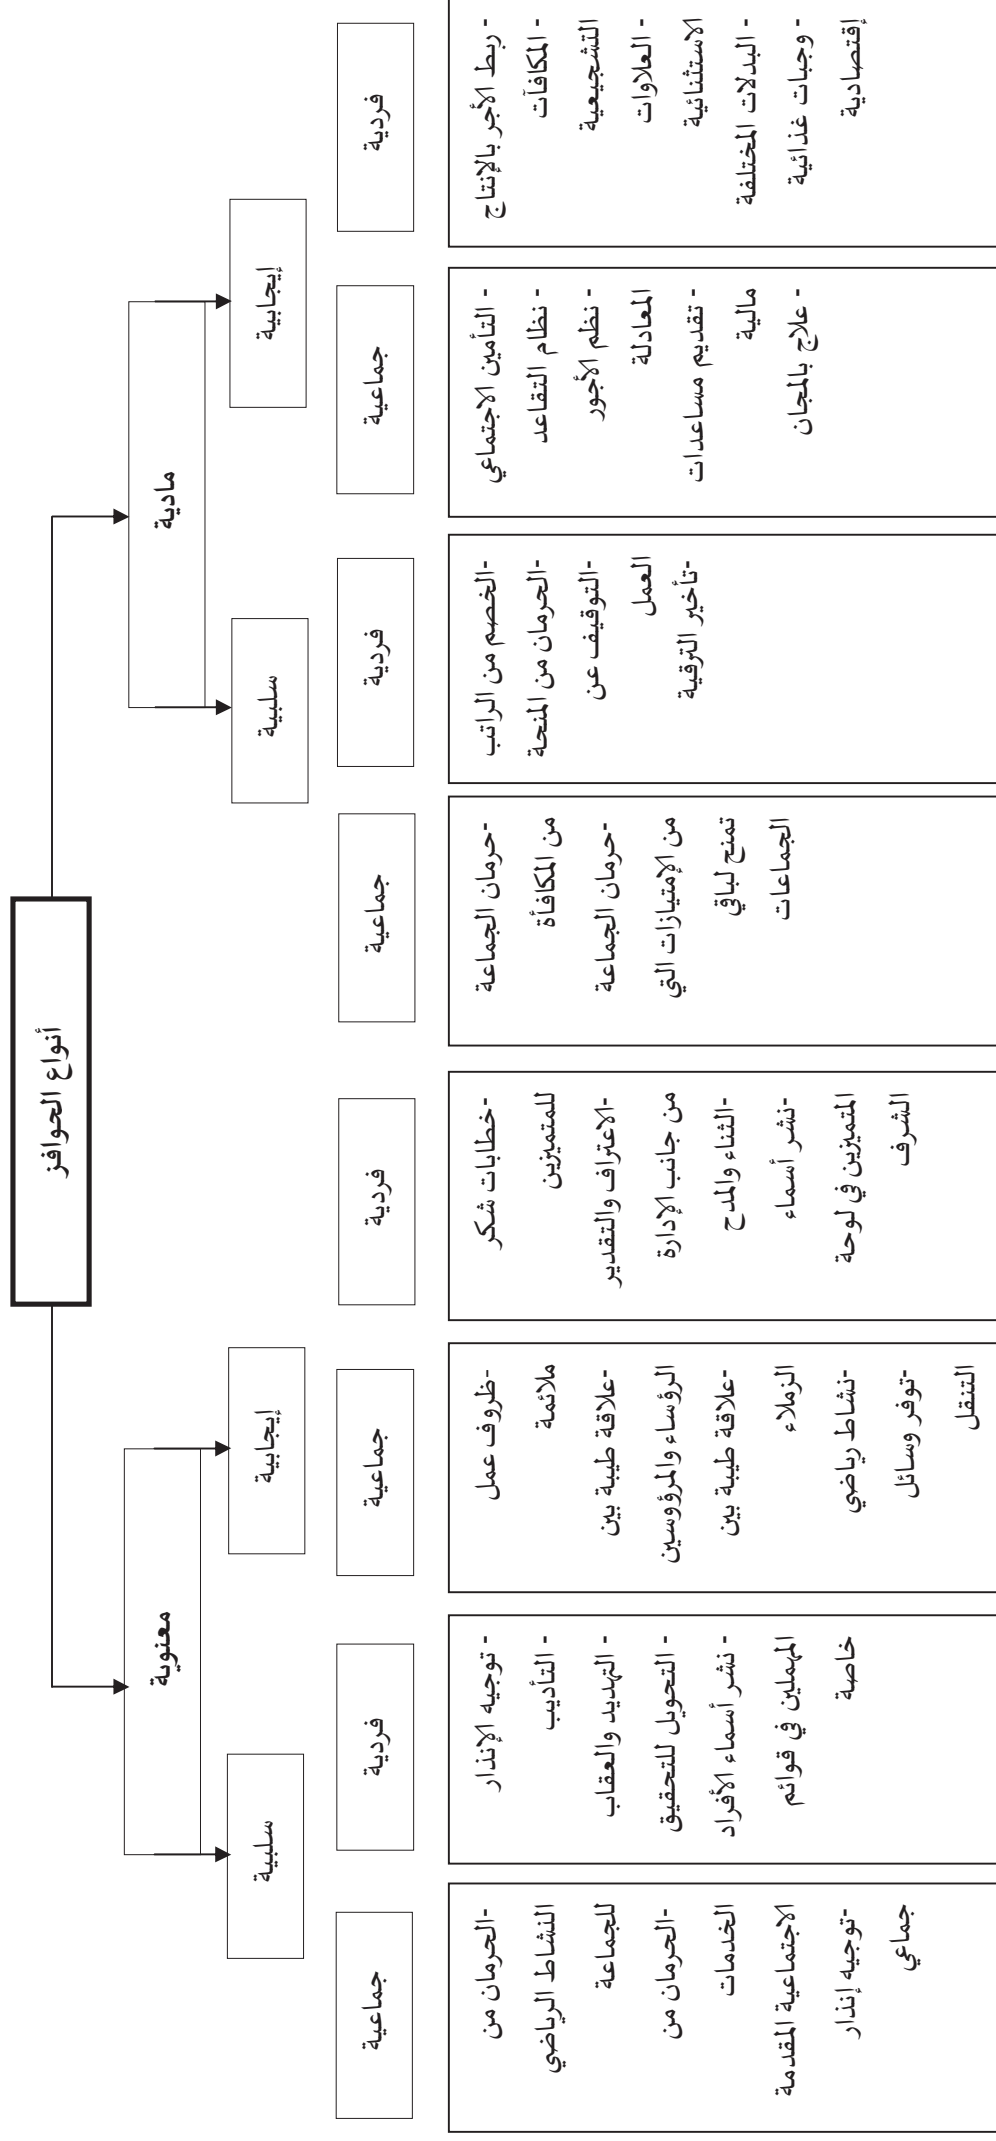 أنواع الحوافز
مادية
معنوية
إيجابية
سلبية
إيجابية
سلبية
فردية
جماعية
فردية
جماعية
فردية
جماعية
فردية
جماعية
- ربط الأجر بالإنتاج
- المكافآت
التشجيعية
- العلاوات
الاستثنائية
- البدلات المختلفة
- وجبات غذائية
إقتصادية
- التأمين الاجتماعي
- نظام التقاعد
- نظم الأجور
المعادلة
- تقديم مساعدات
مالية
- علاج بالمجان
-الخصم من الراتب
-الحرمان من المنحة
-التوقيف عن
العمل
-تأخير الترقية
-حرمان الجماعة
من المكافأة
-حرمان الجماعة
من الإمتيازات التي
تمنح لباقي
الجماعات
-خطابات شكر
للمتميزين
-الاعتراف والتقدير
من جانب الإدارة
-الثناء والمدح
-نشر أسماء
المتميزين في لوحة
الشرف
-ظروف عمل
ملائمة
-علاقة طيبة بين
الرؤساء والمرؤوسين
-علاقة طيبة بين
الزملاء
-نشاط رياضي
-توفر وسائل
التنقل
- توجيه الإنذار
- التأديب
- التهديد والعقاب
- التحويل للتحقيق
- نشر أسماء الأفراد
المهملين في قوائم
خاصة
-الحرمان من
النشاط الرياضي
للجماعة
-الحرمان من
الخدمات
الاجتماعية المقدمة
-توجيه إنذار
جماعي